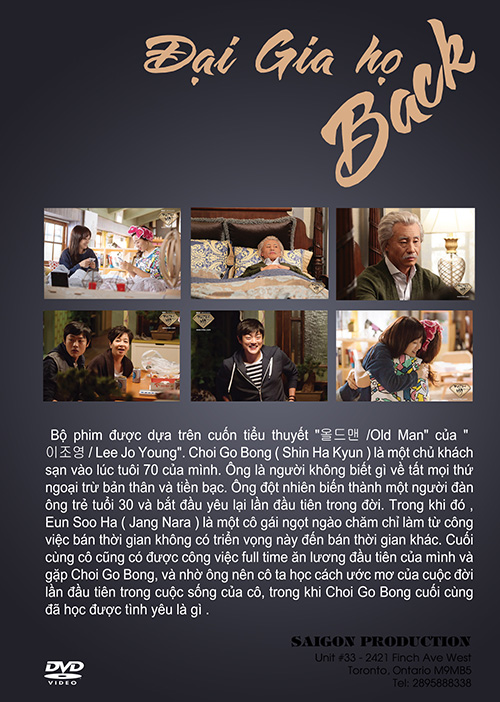 Đại Gia họ
Back
Bộ phim được dựa trên cuốn tiểu thuyết "올드맨 /Old Man" của "
이조영 / Lee Jo Young". Choi Go Bong ( Shin Ha Kyun ) là một chủ khách
sạn vào lúc tuôi 70 của mình. Ông là người không biết gì về tất mọi thứ
ngoại trừ bản thân và tiền bạc. Ông đột nhiên biến thành một người đàn
ông trẻ tuổi 30 và bắt đầu yêu lại lần đầu tiên trong đời. Trong khi đó ,
Eun Soo Ha ( Jang Nara ) là một cô gái ngọt ngào chăm chỉ làm từ công
việc bán thời gian không có triển vọng này đến bán thời gian khác. Cuối
cùng cô cũng có được công việc full time ăn lương đầu tiên của mình và
gặp Choi Go Bong, và nhờ ông nên cô ta học cách ước mơ của cuộc đời
lần đầu tiên trong cuộc sống của cô, trong khi Choi Go Bong cuối cùng
đã học được tình yêu là gì .
SAIGON PRODUCTION
Unit #33 - 2421 Finch Ave West
Toronto, Ontario M9MB5
Tel: 2895888338
DVD
VIDEO